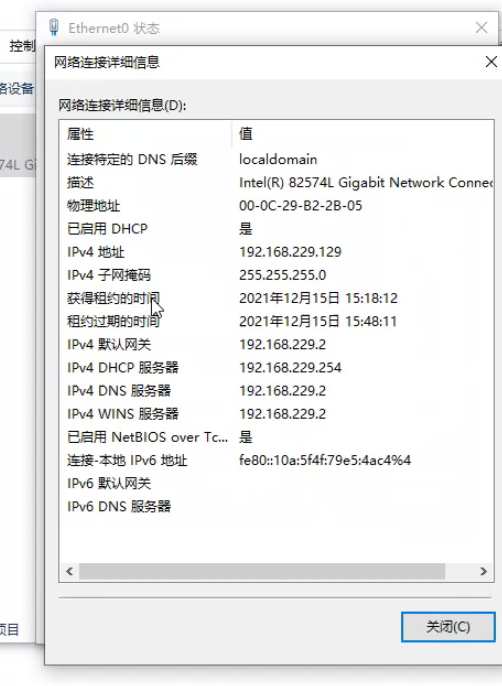 Ethernet0 状态
控制
网络连接详细信息
络设备
网络连接详细信息(D):
属性 值
连接特定的 DNS 后缀 localdomain
74L Gi
描述 Intel(R) 82574L Gigabit Network Connec
物理地址 00-0C-29-B2-2B-05
已启用 DHCP 是
IPv4 地址 192.168.229.129
IPv4 子网掩码 255.255.255.0
获得租约的时间 2021年12月15日 15:18:12
租约过期的时间 2021年12月15日 15:48:11
IPv4 默认网关 192.168.229.2
IPv4 DHCP 服务器 192.168.229.254
IPv4 DNS 服务器 192.168.229.2
IPv4 WINS 服务器 192.168.229.2
已启用 NetBIOS over Tc... 是
连接-本地 IPv6 地址 fe80::10a:5f4f:79e5:4ac4%4
IPv6 默认网关
IPv6 DNS 服务器
项目
关闭(C)